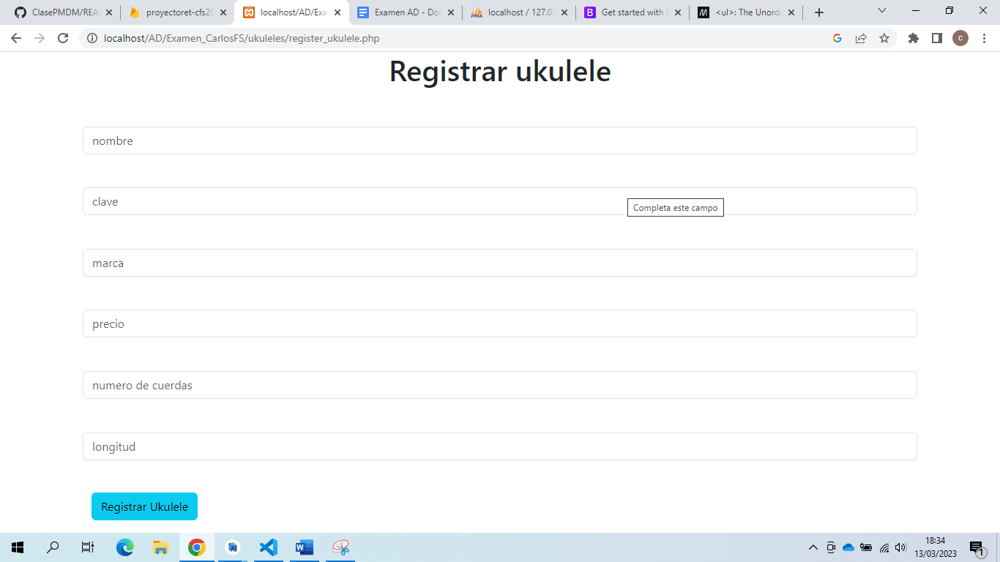 ClasePMDM/REA
proyectoret-cfs20
localhost/AD/Exa
Examen AD - Doc
localhost / 127.0.
Get started with
<ul>: The Unord
localhost/AD/Examen_CarlosFS/ukuleles/register_ukulele.php
c
Registrar ukulele
nombre
clave
Completa este campo
marca
precio
numero de cuerdas
longitud
Registrar Ukulele
18:34
13/03/2023
1